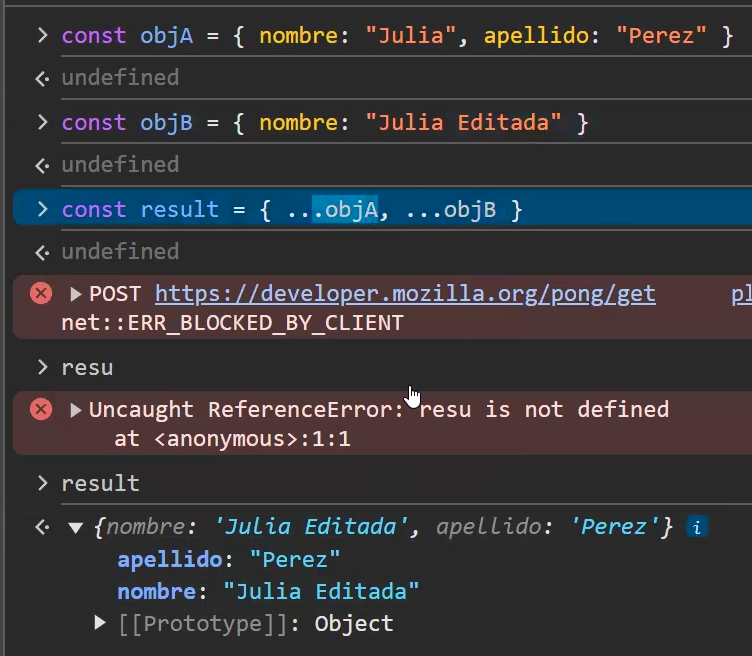 > const objA = { nombre: "Julia", apellido: "Perez" }
undefined
> const objB = { nombre: "Julia Editada" }
undefined
> const result = { ...objA, ...objB }
undefined
POST https://developer.mozilla.org/pong/get pl
net::ERR_BLOCKED_BY_CLIENT
> resu
Uncaught ReferenceError: resu is not defined
at <anonymous>:1:1
> result
{nombre: 'Julia Editada', apellido: 'Perez'} i
apellido: "Perez"
nombre: "Julia Editada"
[[Prototype]]: Object